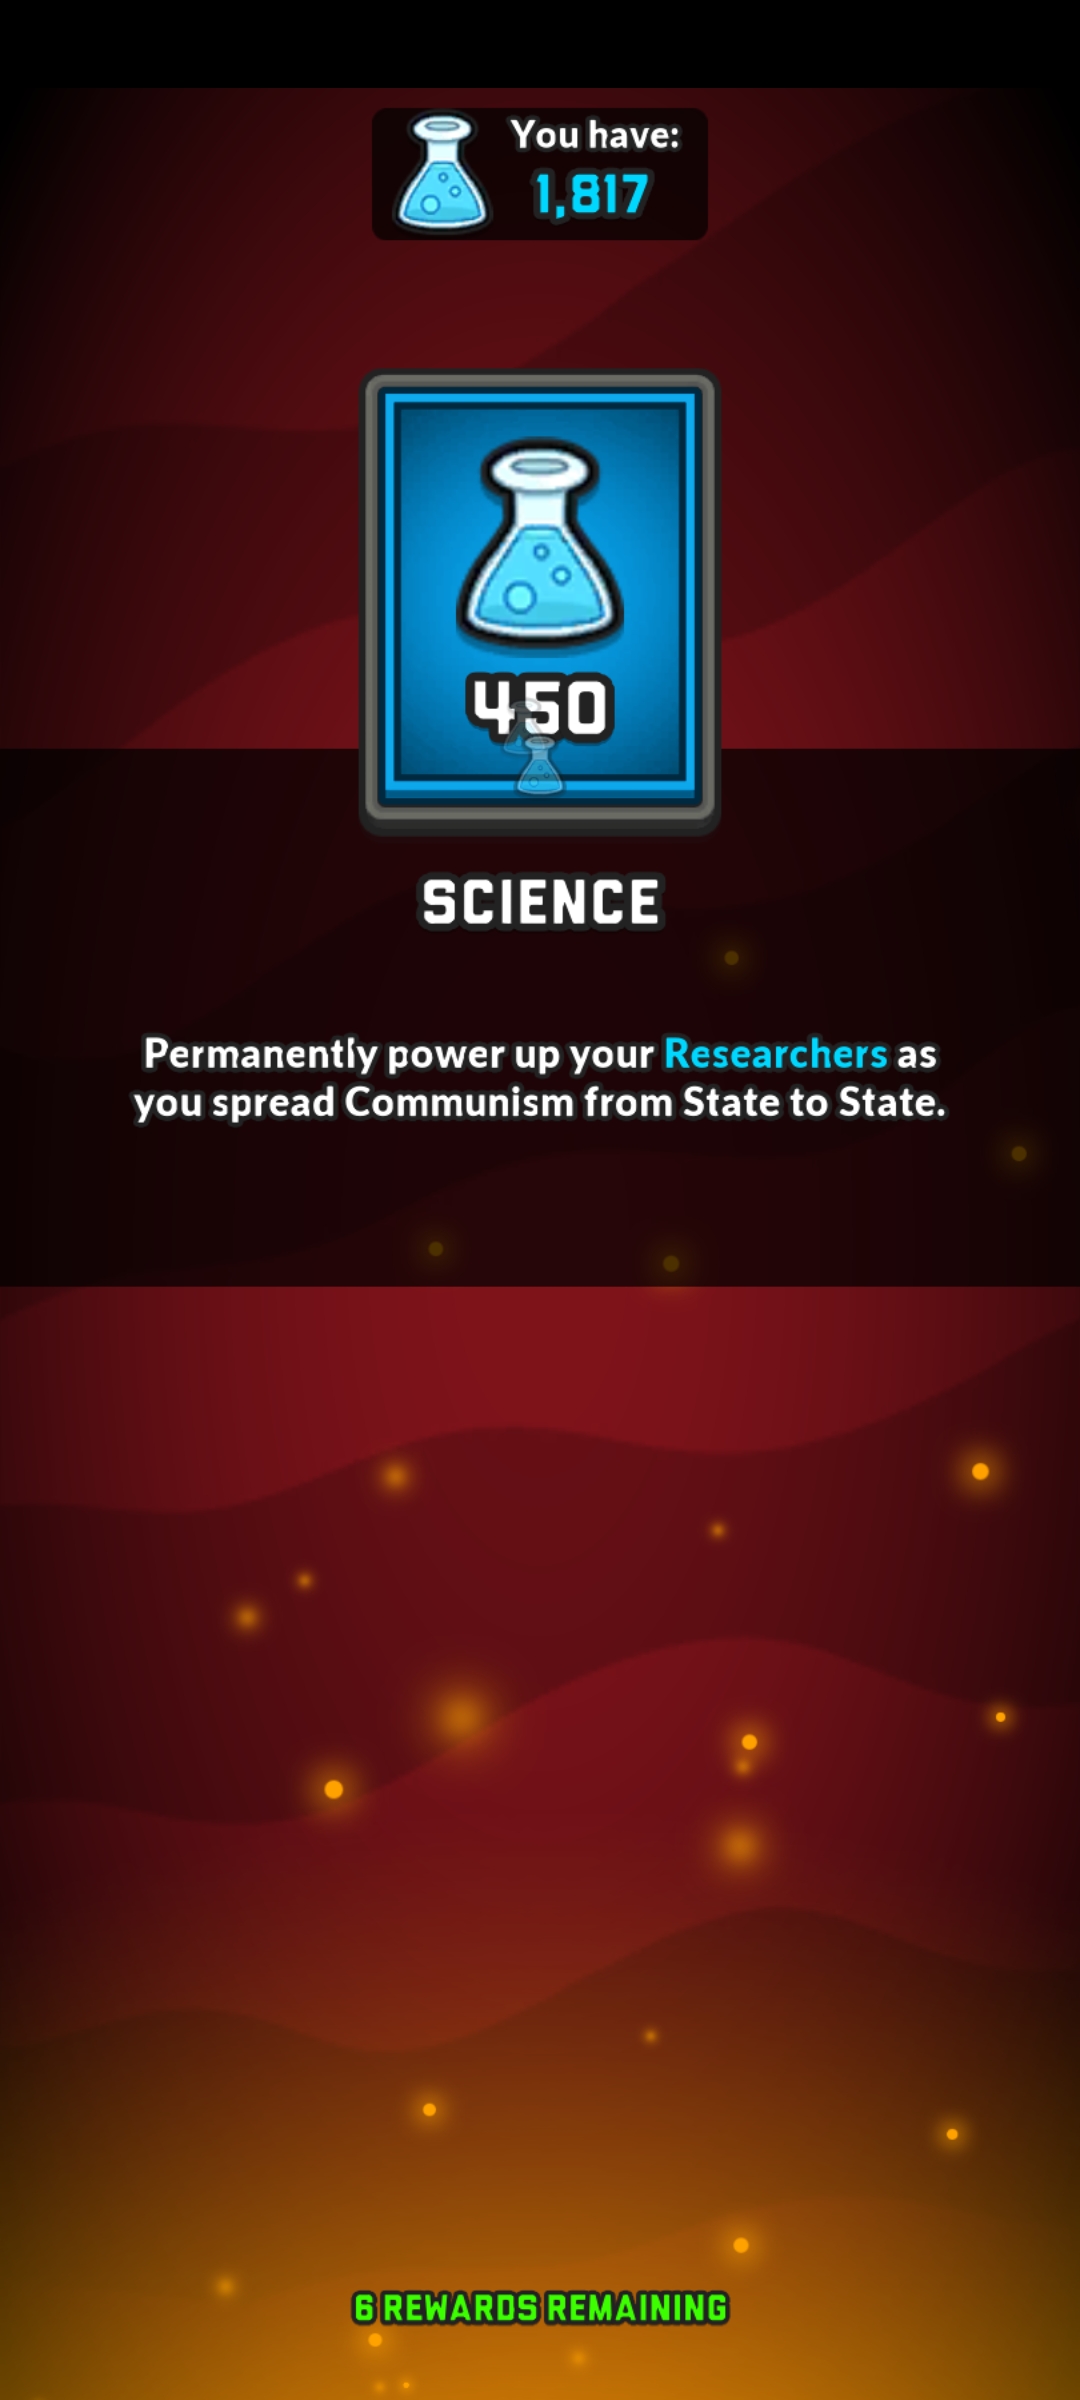 You have:
1,817
450
SCIENCE
Permanently power up your Researchers as
you spread Communism from State to State.
6 REWARDS REMAINING